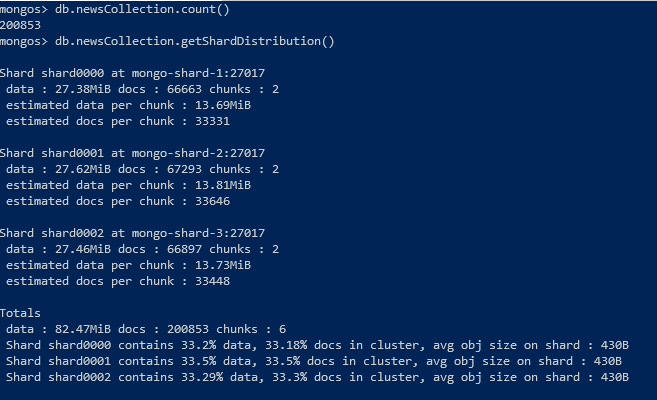 mongos> db.newsCollection.count()
200853
mongos> db.newsCollection.getShardDistribution()
Shard shard0000 at mongo-shard-1:27017
data : 27.38MiB docs : 66663 chunks : 2
estimated data per chunk : 13.69MiB
estimated docs per chunk : 33331
Shard shard0001 at mongo-shard-2:27017
data : 27.62MiB docs : 67293 chunks : 2
estimated data per chunk : 13.81MiB
estimated docs per chunk : 33646
Shard shard0002 at mongo-shard-3:27017
data : 27.46MiB docs : 66897 chunks : 2
estimated data per chunk : 13.73MiB
estimated docs per chunk : 33448
Totals
data : 82.47MiB docs : 200853 chunks : 6
Shard shard0000 contains 33.2% data, 33.18% docs in cluster, avg obj size on shard : 430B
Shard shard0001 contains 33.5% data, 33.5% docs in cluster, avg obj size on shard : 430B
Shard shard0002 contains 33.29% data, 33.3% docs in cluster, avg obj size on shard : 430B